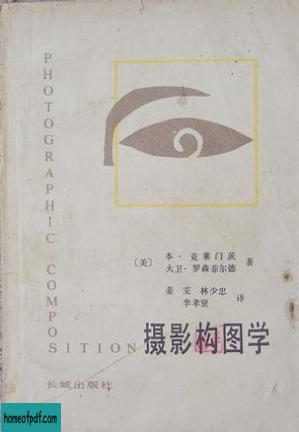 PHOTOGRAPHIC COMPOSITION
〔美〕 本·克莱门茨
大卫·罗森菲尔德 著
姜雯 林少忠
李孝贤 译
摄影构图学
长城出版社
homeofpdf.com